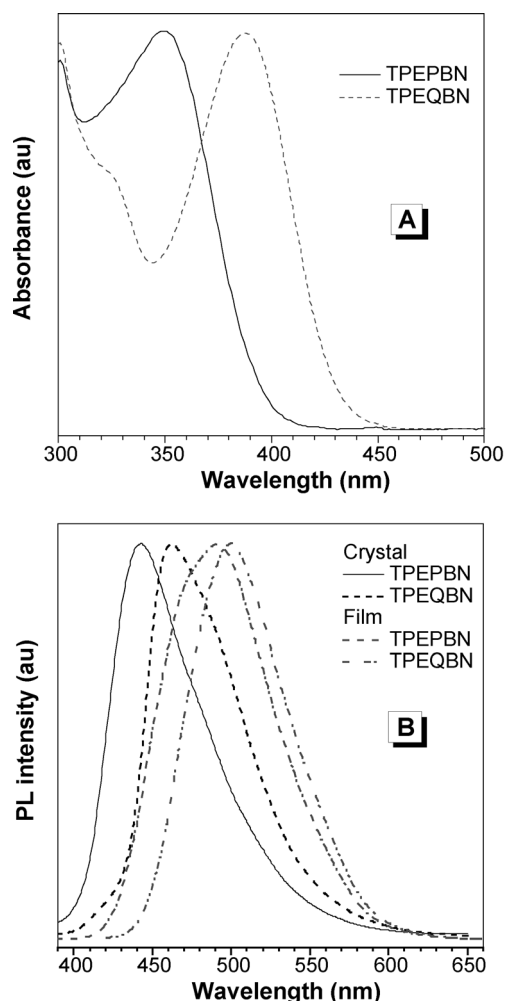 Absorbance (au)
TPEPBN
TPEQBN
A
300 350 400 450 500
Wavelength (nm)
PL intensity (au)
Crystal
TPEPBN
TPEQBN
Film
TPEPBN
TPEQBN
B
400 450 500 550 600 650
Wavelength (nm)